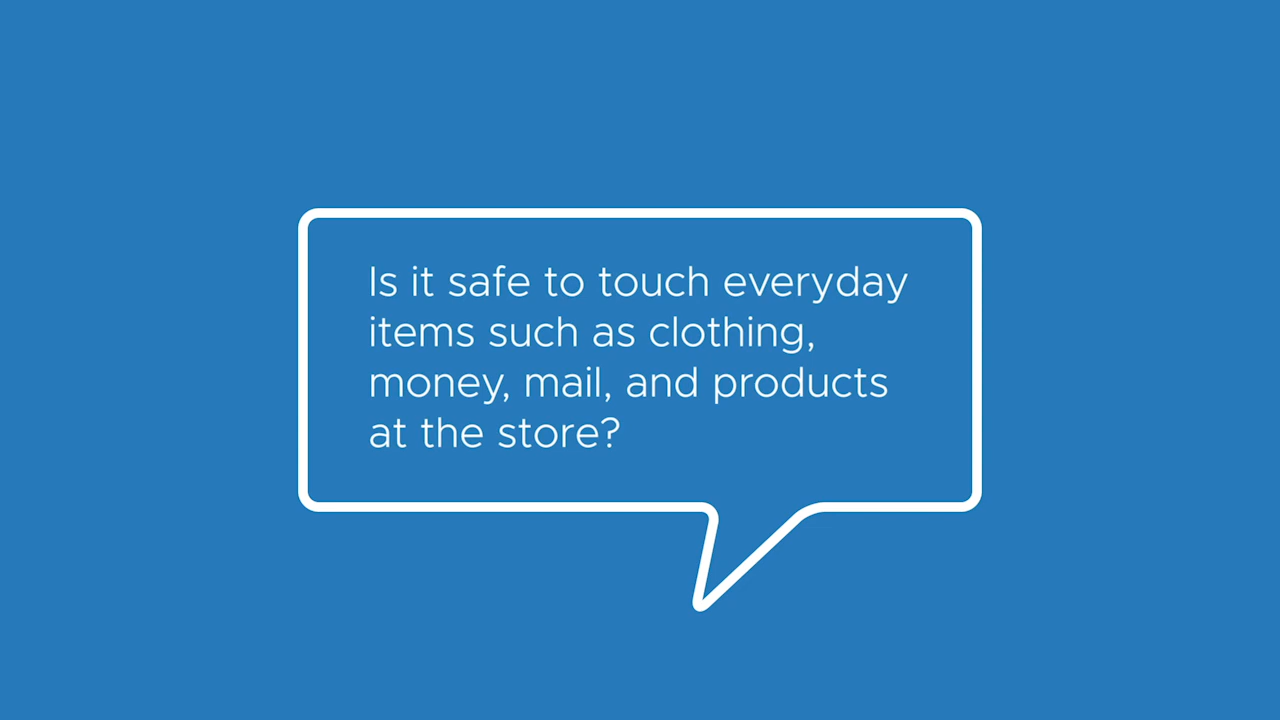 Is it safe to touch everyday
items such as clothing,
money, mail, and products
at the store?